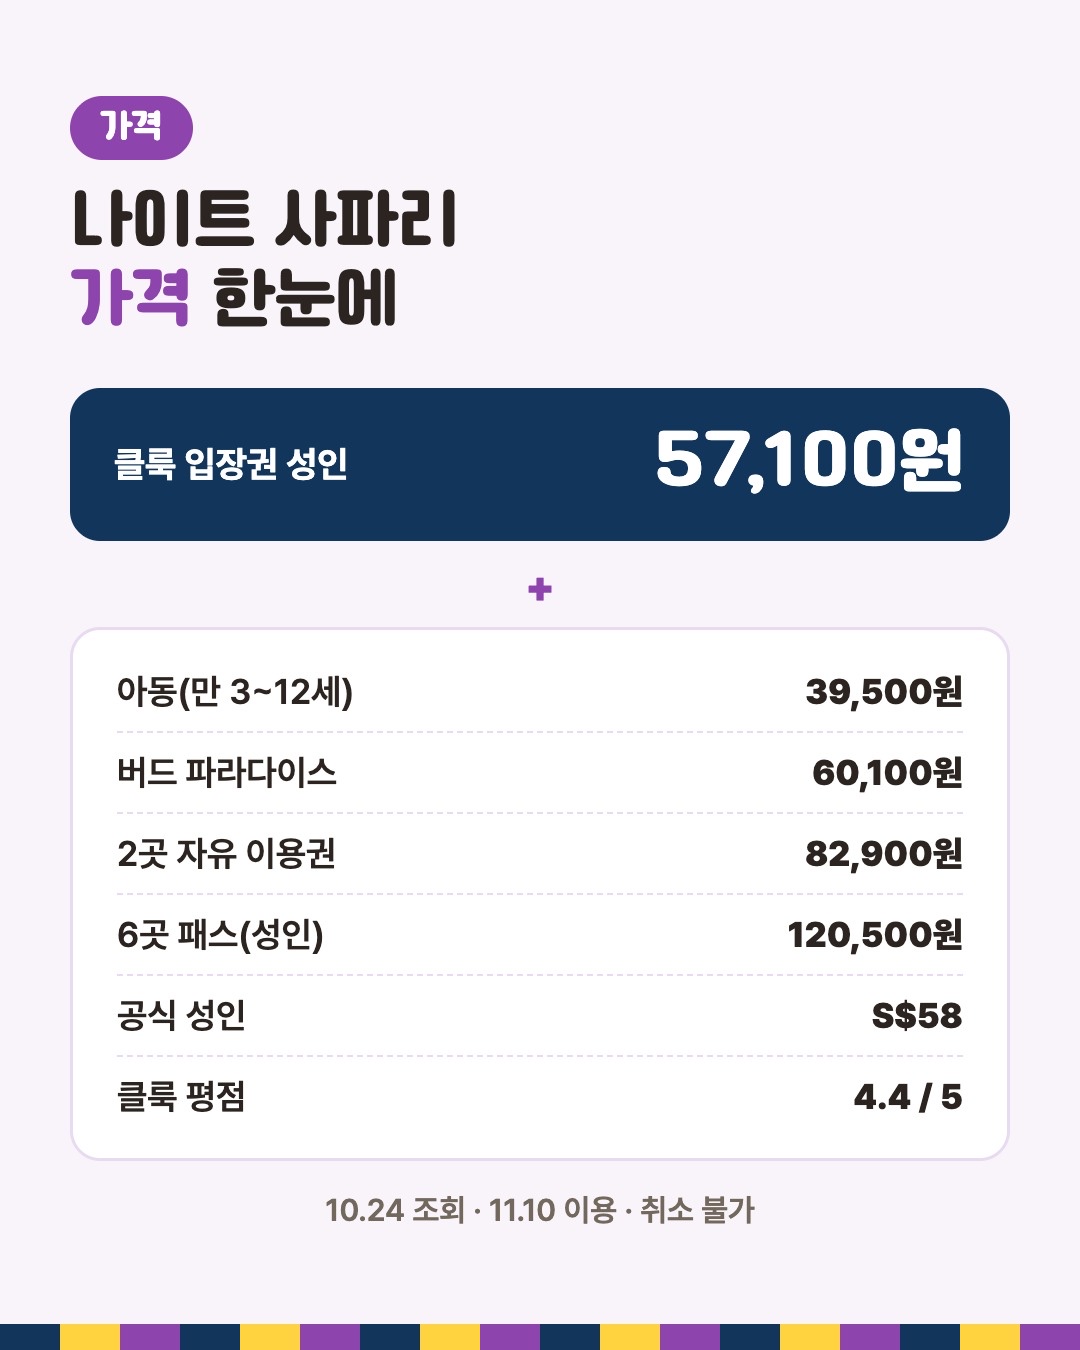 가격
나이트 사파리
가격 한눈에
클룩 입장권 성인 57,100원
+
아동(만 3~12세) 39,500원
버드 파라다이스 60,100원
2곳 자유 이용권 82,900원
6곳 패스(성인) 120,500원
공식 성인 S$58
클룩 평점 4.4 / 5
10.24 조회 · 11.10 이용 · 취소 불가